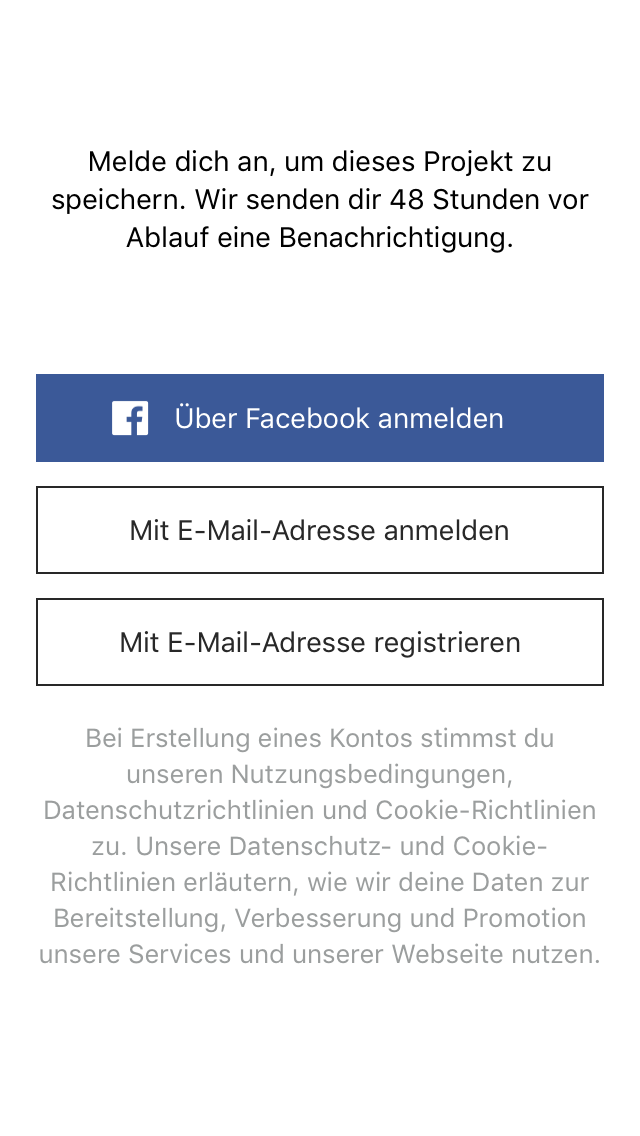 Melde dich an, um dieses Projekt zu
speichern. Wir senden dir 48 Stunden vor
Ablauf eine Benachrichtigung.
Über Facebook anmelden
Mit E-Mail-Adresse anmelden
Mit E-Mail-Adresse registrieren
Bei Erstellung eines Kontos stimmst du
unseren Nutzungsbedingungen,
Datenschutzrichtlinien und Cookie-Richtlinien
zu. Unsere Datenschutz- und Cookie-
Richtlinien erläutern, wie wir deine Daten zur
Bereitstellung, Verbesserung und Promotion
unsere Services und unserer Webseite nutzen.